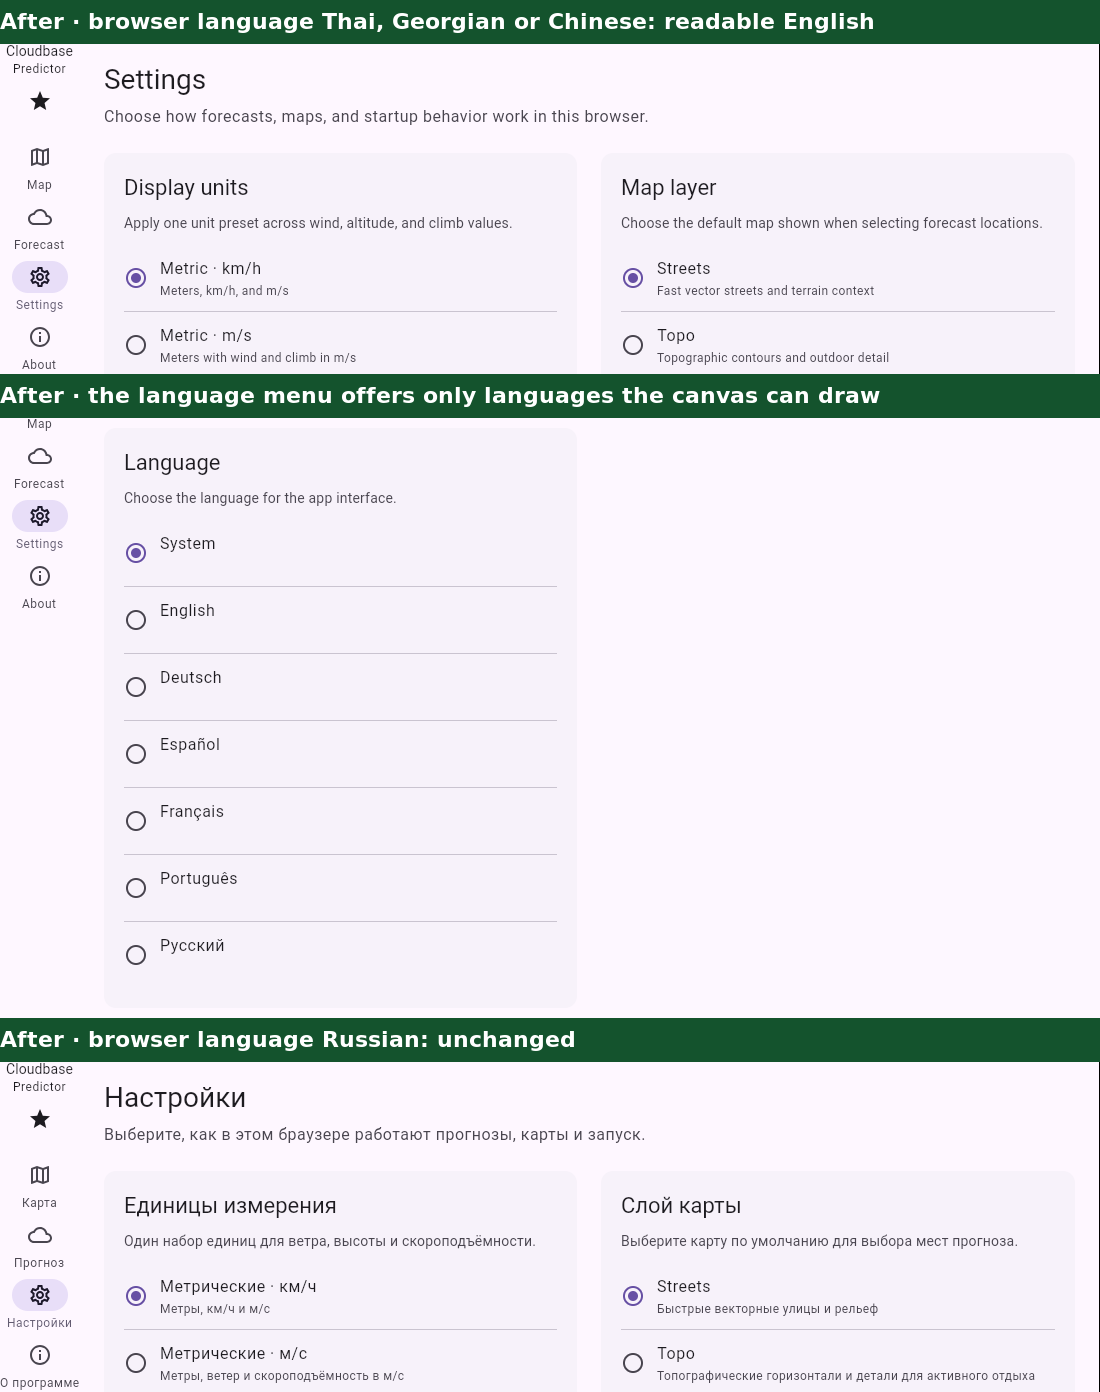 After · browser language Thai, Georgian or Chinese: readable English
Cloudbase
Predictor
Map
Forecast
Settings
About
Settings
Choose how forecasts, maps, and startup behavior work in this browser.
Display units
Apply one unit preset across wind, altitude, and climb values.
Metric · km/h
Meters, km/h, and m/s
Metric · m/s
Meters with wind and climb in m/s
Map layer
Choose the default map shown when selecting forecast locations.
Streets
Fast vector streets and terrain context
Topo
Topographic contours and outdoor detail
After · the language menu offers only languages the canvas can draw
Map
Forecast
Settings
About
Language
Choose the language for the app interface.
System
English
Deutsch
Español
Français
Português
Русский
After · browser language Russian: unchanged
Cloudbase
Predictor
Карта
Прогноз
Настройки
О программе
Настройки
Выберите, как в этом браузере работают прогнозы, карты и запуск.
Единицы измерения
Один набор единиц для ветра, высоты и скороподъёмности.
Метрические · км/ч
Метры, км/ч и м/с
Метрические · м/с
Метры, ветер и скороподъёмность в м/с
Слой карты
Выберите карту по умолчанию для выбора мест прогноза.
Streets
Быстрые векторные улицы и рельеф
Topo
Топографические горизонтали и детали для активного отдыха